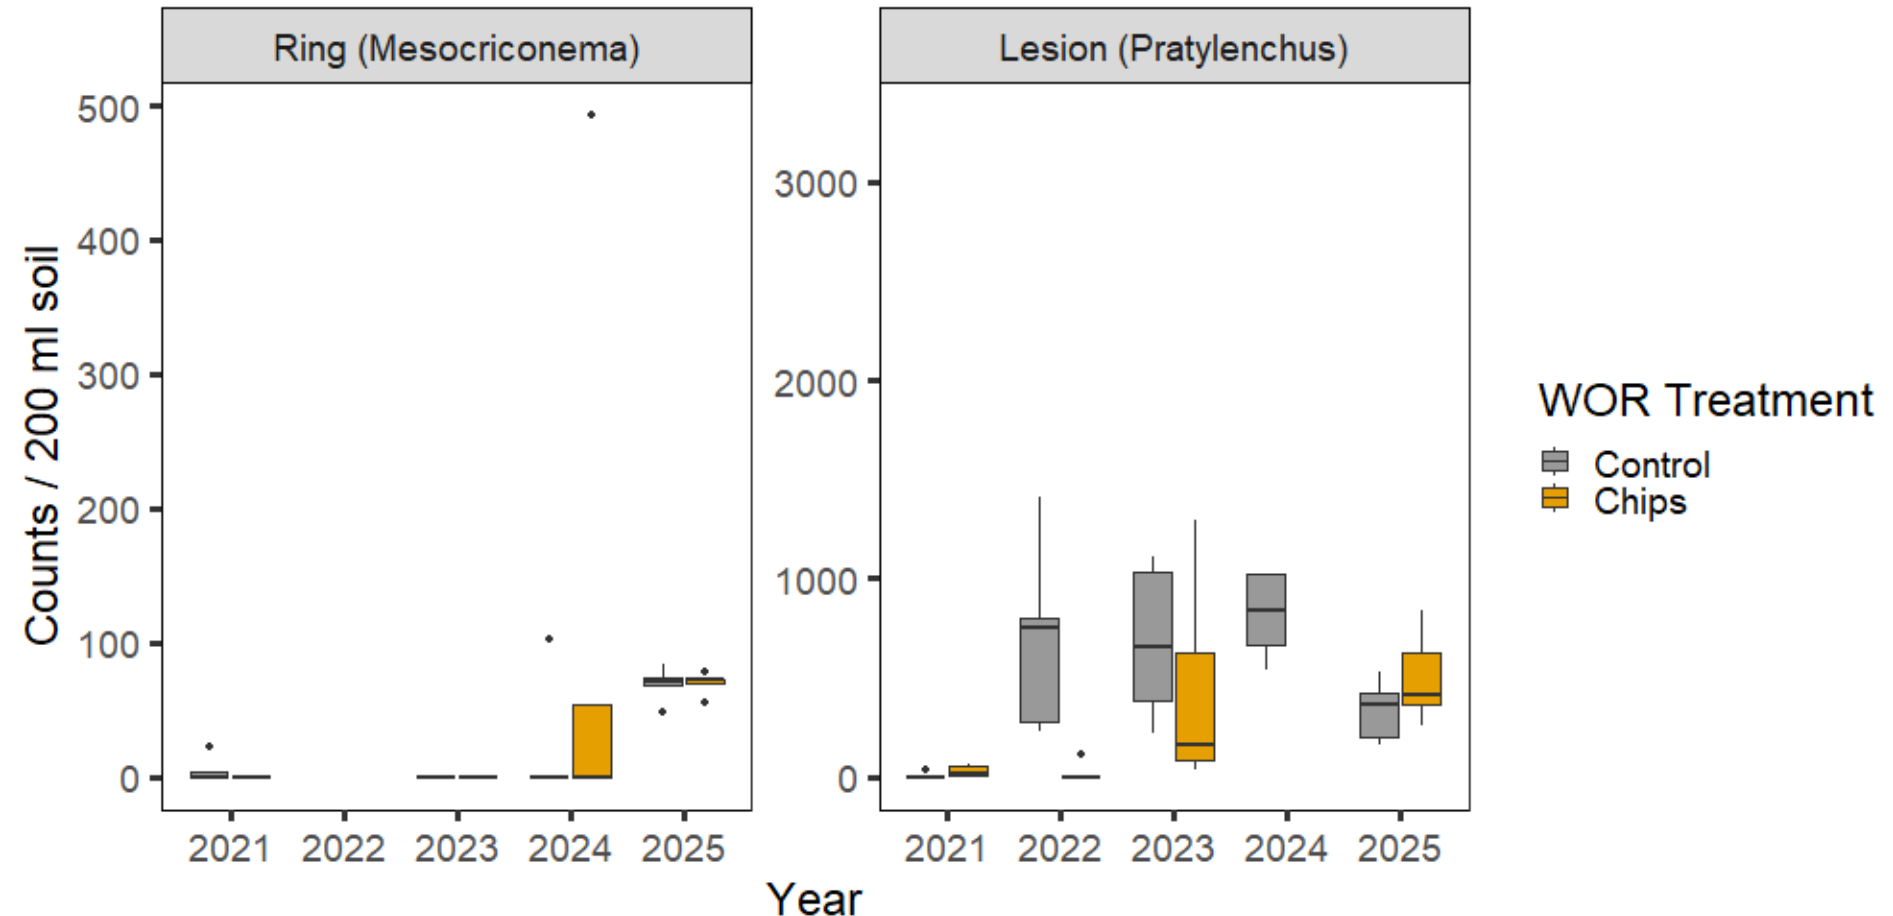 Ring (Mesocriconema)
Lesion (Pratylenchus)
Counts / 200 ml soil
500
400
300
200
100
0
3000
2000
1000
0
2021 2022 2023 2024 2025
2021 2022 2023 2024 2025
Year
WOR Treatment
Control
Chips